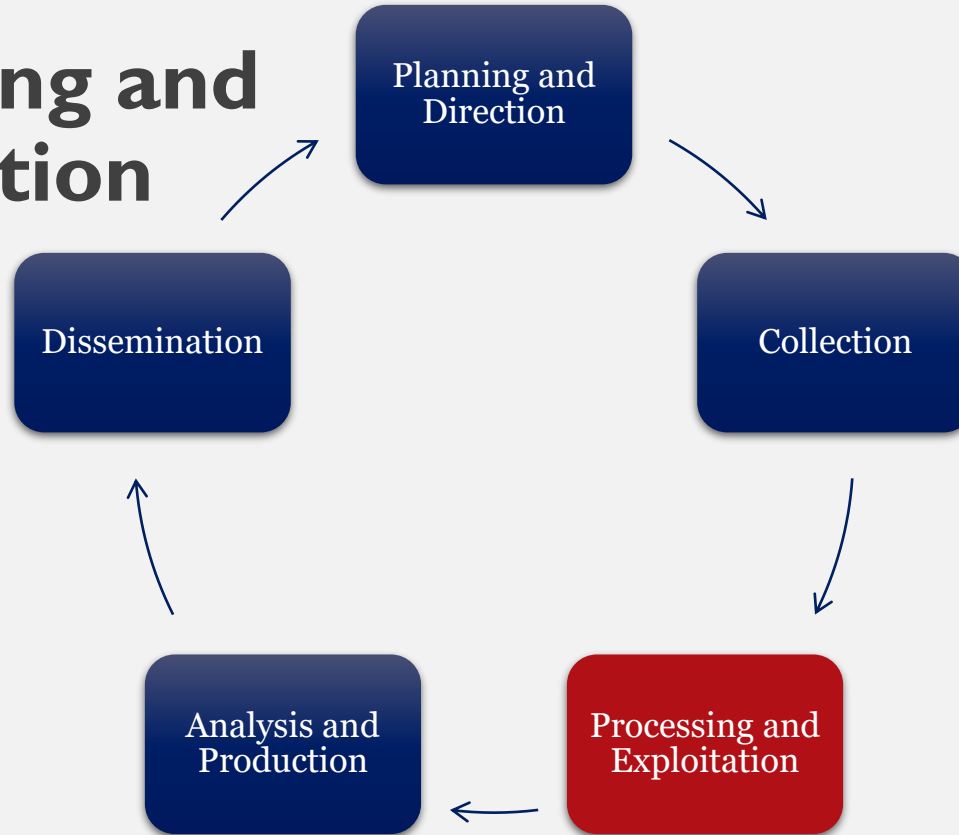 ng and
tion
Planning and
Direction
Dissemination
Collection
Analysis and
Production
Processing and
Exploitation